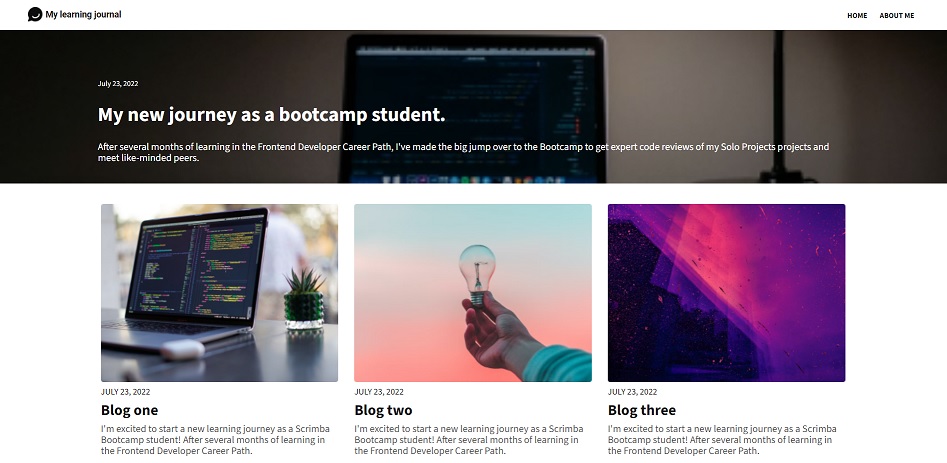 My learning journal
HOME ABOUT ME
July 23, 2022
My new journey as a bootcamp student.
After several months of learning in the Frontend Developer Career Path, I've made the big jump over to the Bootcamp to get expert code reviews of my Solo Projects projects and
meet like-minded peers.
JULY 23, 2022
Blog one
I'm excited to start a new learning journey as a Scrimba
Bootcamp student! After several months of learning in
the Frontend Developer Career Path.
JULY 23, 2022
Blog two
I'm excited to start a new learning journey as a Scrimba
Bootcamp student! After several months of learning in
the Frontend Developer Career Path.
JULY 23, 2022
Blog three
I'm excited to start a new learning journey as a Scrimba
Bootcamp student! After several months of learning in
the Frontend Developer Career Path.